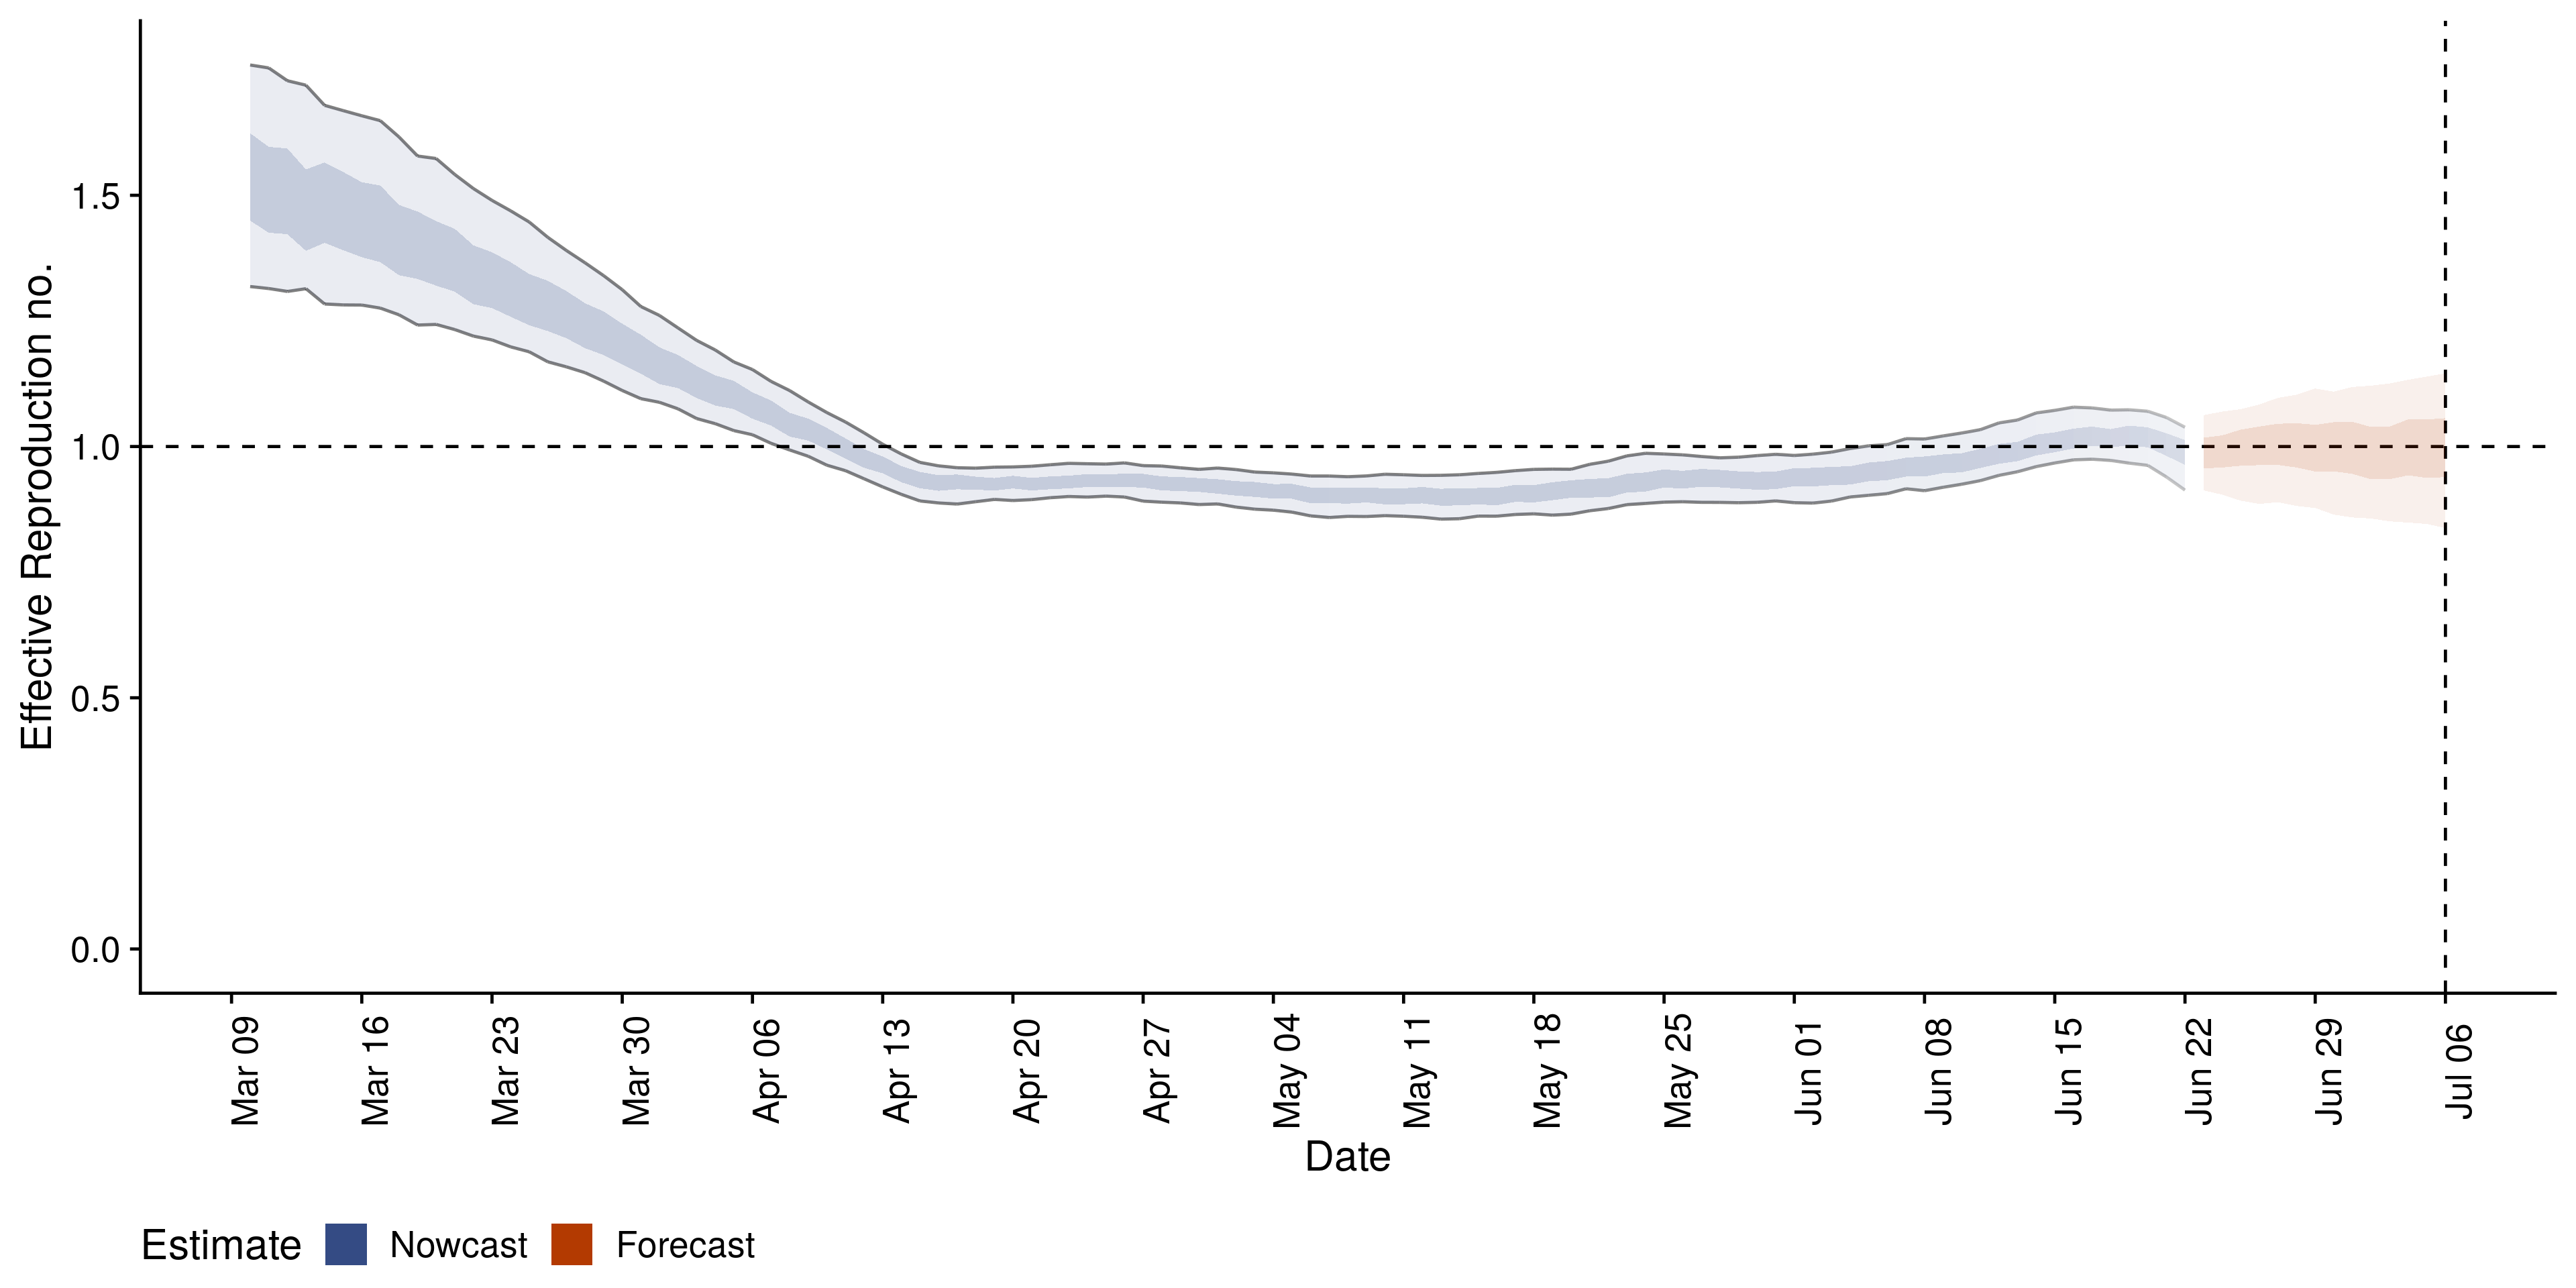 Effective Reproduction no.
1.5
1.0
0.5
0.0
Mar 09
Mar 16
Mar 23
Mar 30
Apr 06
Apr 13
Apr 20
Apr 27
May 04
May 11
May 18
May 25
Jun 01
Jun 08
Jun 15
Jun 22
Jun 29
Jul 06
Date
Estimate Nowcast Forecast